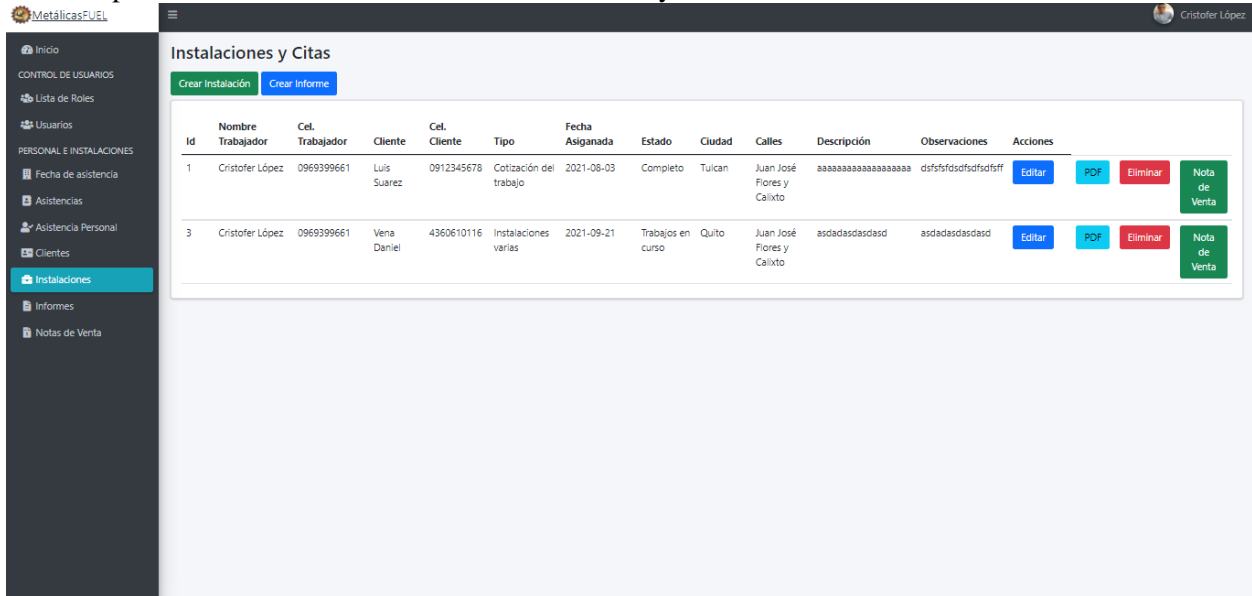 MetálicasFUEL
Cristofer López
Inicio
CONTROL DE USUARIOS
Lista de Roles
Usuarios
PERSONAL E INSTALACIONES
Fecha de asistencia
Asistencias
Asistencia Personal
Clientes
Instalaciones
Informes
Notas de Venta
Instalaciones y Citas
Crear Instalación Crear Informe
Id Nombre Trabajador Cel. Trabajador Cliente Cel. Cliente Tipo Fecha Asiganada Estado Ciudad Calles Descripción Observaciones Acciones
1 Cristofer López 0969399661 Luis Suarez 0912345678 Cotización del trabajo 2021-08-03 Completo Tulcan Juan José Flores y Calixto aaaaaaaaaaaaaaaaaaa dsfsfsfdsdfsdfsdfsff Editar PDF Eliminar Nota de Venta
3 Cristofer López 0969399661 Vena Daniel 4360610116 Instalaciones varias 2021-09-21 Trabajos en curso Quito Juan José Flores y Calixto asdadasdasdasd asdadasdasdasd Editar PDF Eliminar Nota de Venta